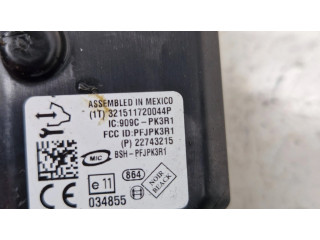 ASSEMBLED IN MEXICO
(1T) 321511720044P
IC:909C-PK3R1
FCC ID:PFJPK3R1
(P) 22743215
MIC BSH-PFJPK3R1
e 11
864
NOIR
BLACK
034855